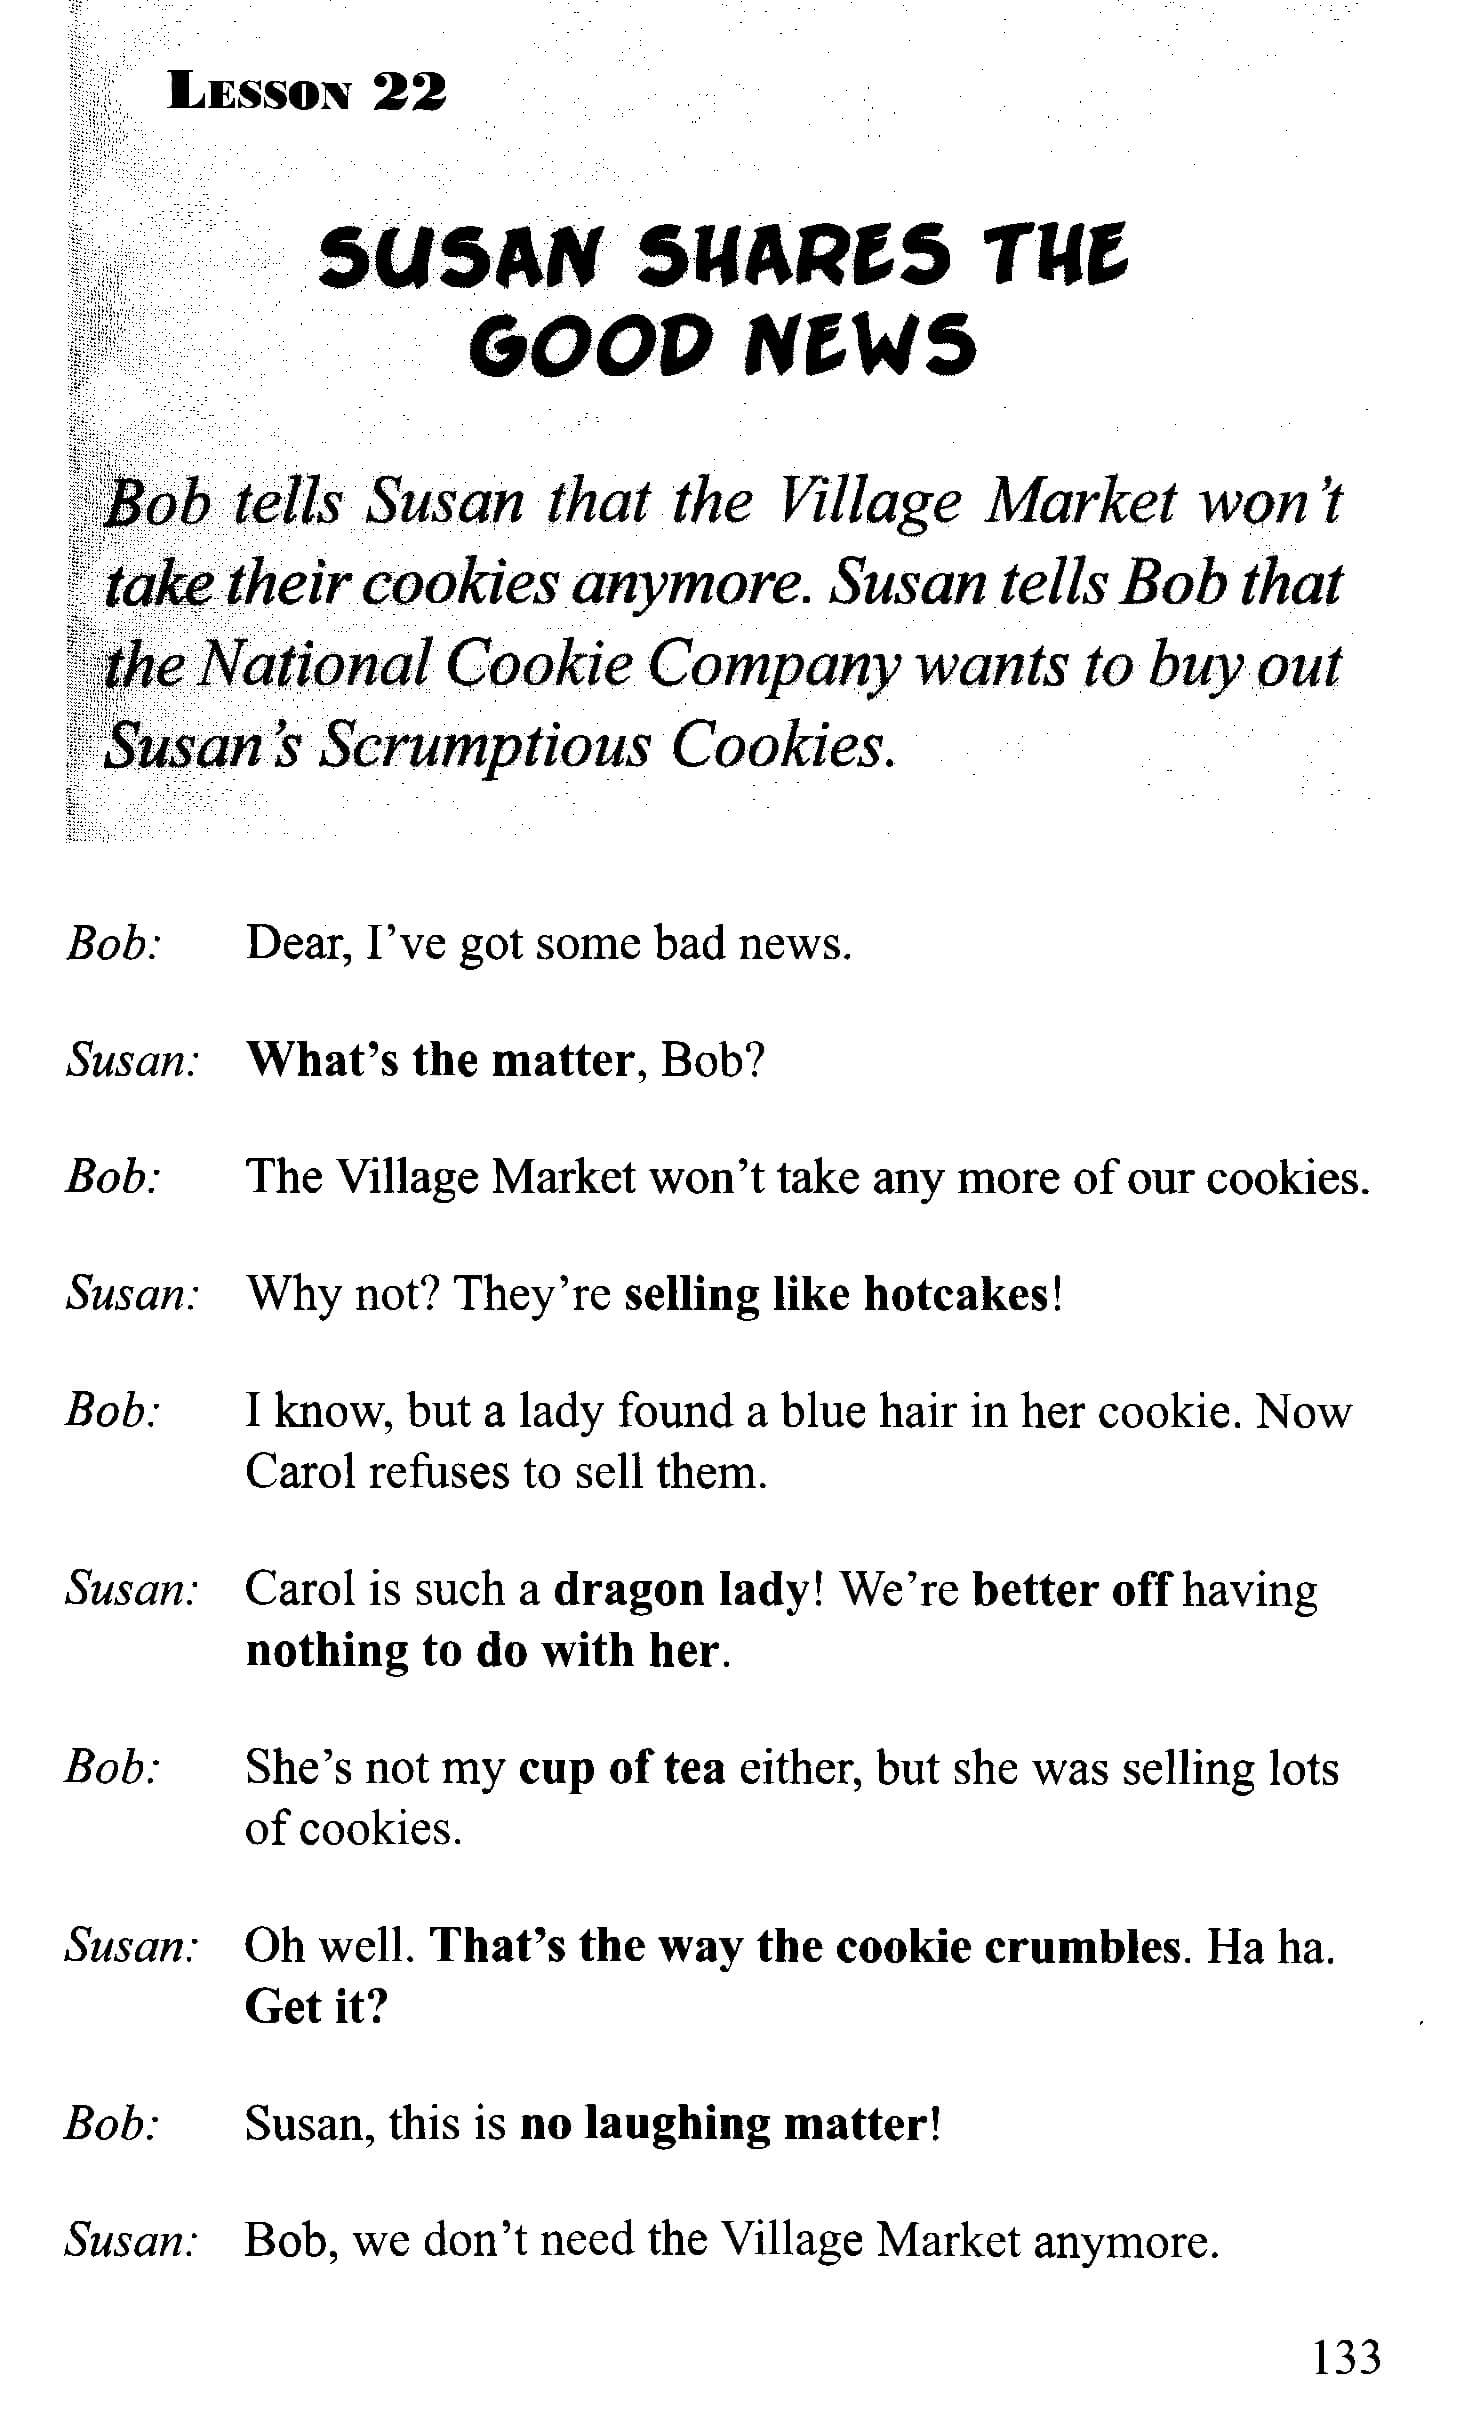 LESSON 22
SUSAN SHARES THE
GOOD NEWS
Bob tells Susan that the Village Market won't
take their cookies anymore. Susan tells Bob that
the National Cookie Company wants to buy out
Susan's Scrumptious Cookies.
Bob: Dear, I've got some bad news.
Susan: What's the matter, Bob?
Bob: The Village Market won't take any more of our cookies.
Susan: Why not? They're selling like hotcakes!
Bob: I know, but a lady found a blue hair in her cookie. Now
Carol refuses to sell them.
Susan: Carol is such a dragon lady! We're better off having
nothing to do with her.
Bob: She's not my cup of tea either, but she was selling lots
of cookies.
Susan: Oh well. That's the way the cookie crumbles. Ha ha.
Get it?
Bob: Susan, this is no laughing matter!
Susan: Bob, we don't need the Village Market anymore.
133